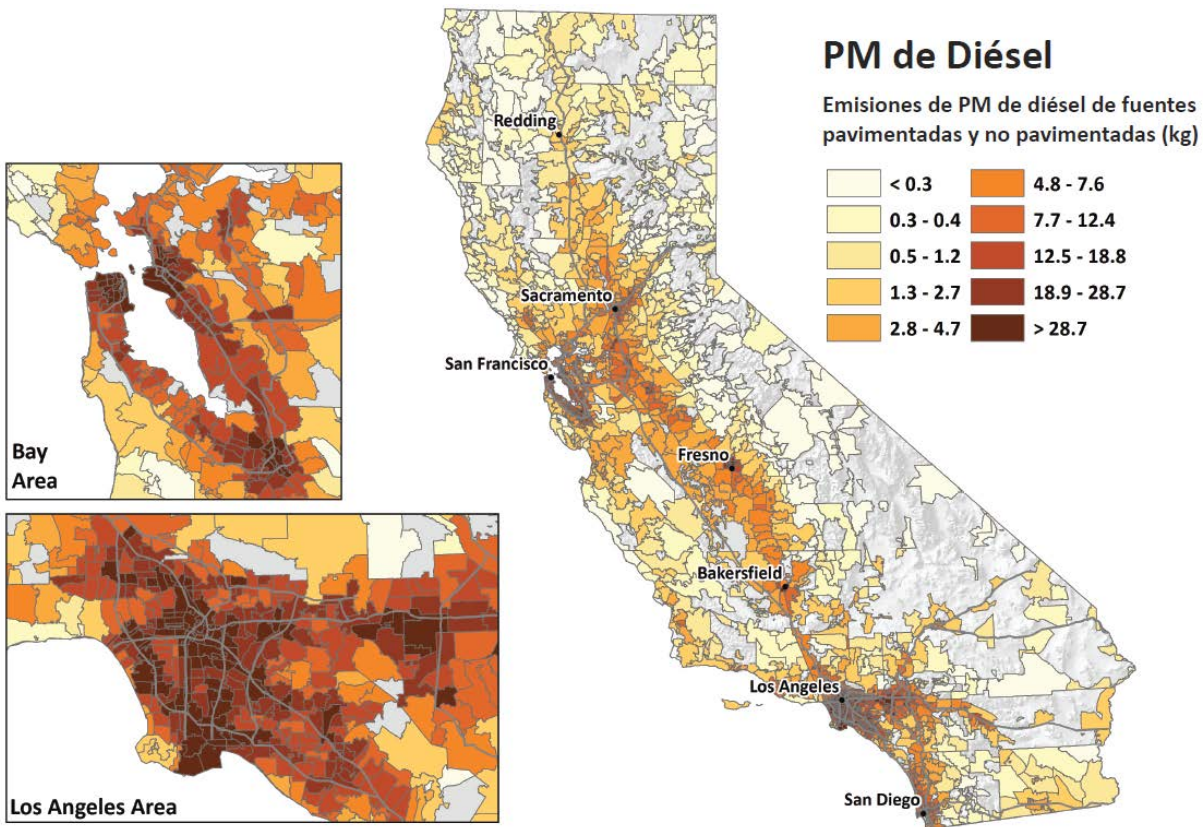 PM de Diésel
Emisiones de PM de diésel de fuentes
pavimentadas y no pavimentadas (kg)
< 0.3
0.3 - 0.4
0.5 - 1.2
1.3 - 2.7
2.8 - 4.7
4.8 - 7.6
7.7 - 12.4
12.5 - 18.8
18.9 - 28.7
> 28.7
Redding
Sacramento
San Francisco
Fresno
Bakersfield
Los Angeles
San Diego
Bay
Area
Los Angeles Area